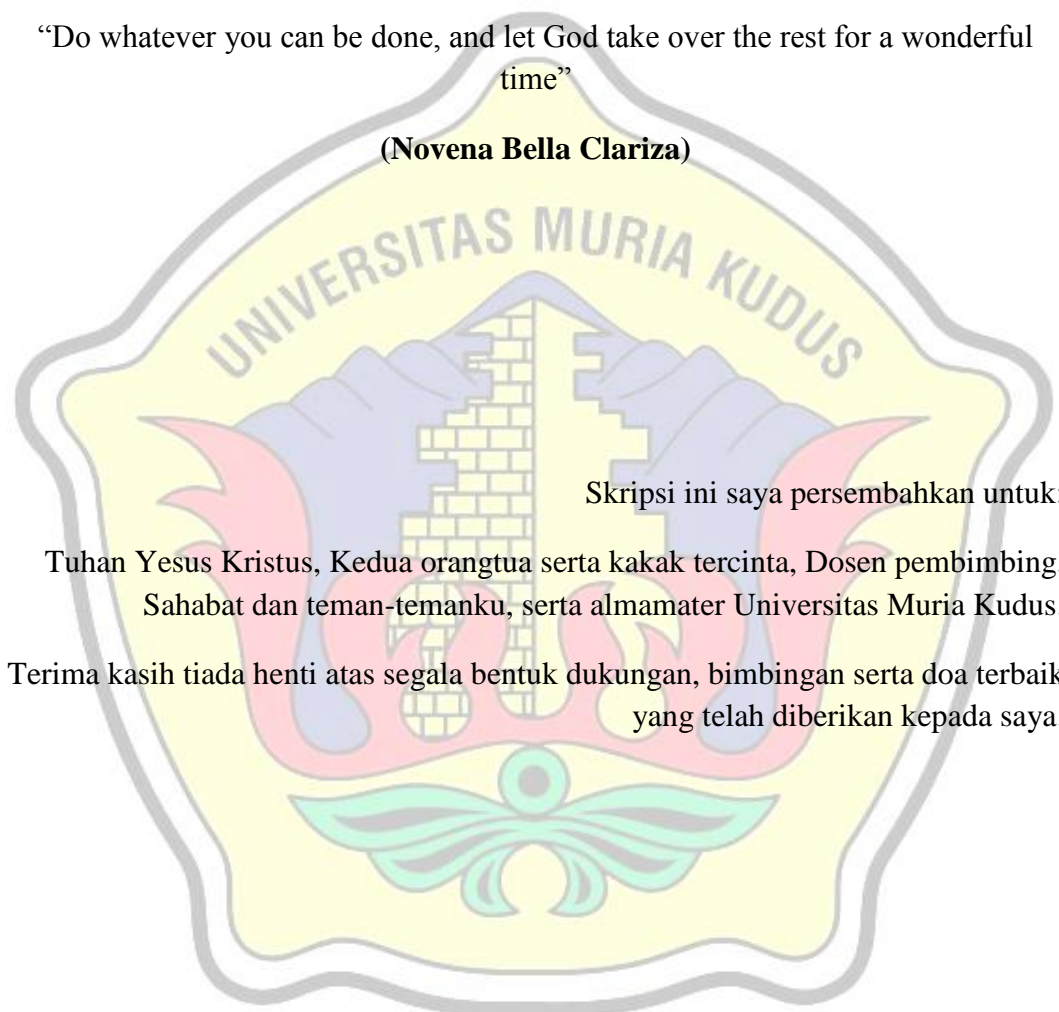 “Do whatever you can be done, and let God take over the rest for a wonderful
time”
(Novena Bella Clariza)
UNIVERSITAS MURIA KUDUS
Skripsi ini saya persembahkan untuk:
Tuhan Yesus Kristus, Kedua orangtua serta kakak tercinta, Dosen pembimbing,
Sahabat dan teman-temanku, serta almamater Universitas Muria Kudus
Terima kasih tiada henti atas segala bentuk dukungan, bimbingan serta doa terbaik
yang telah diberikan kepada saya